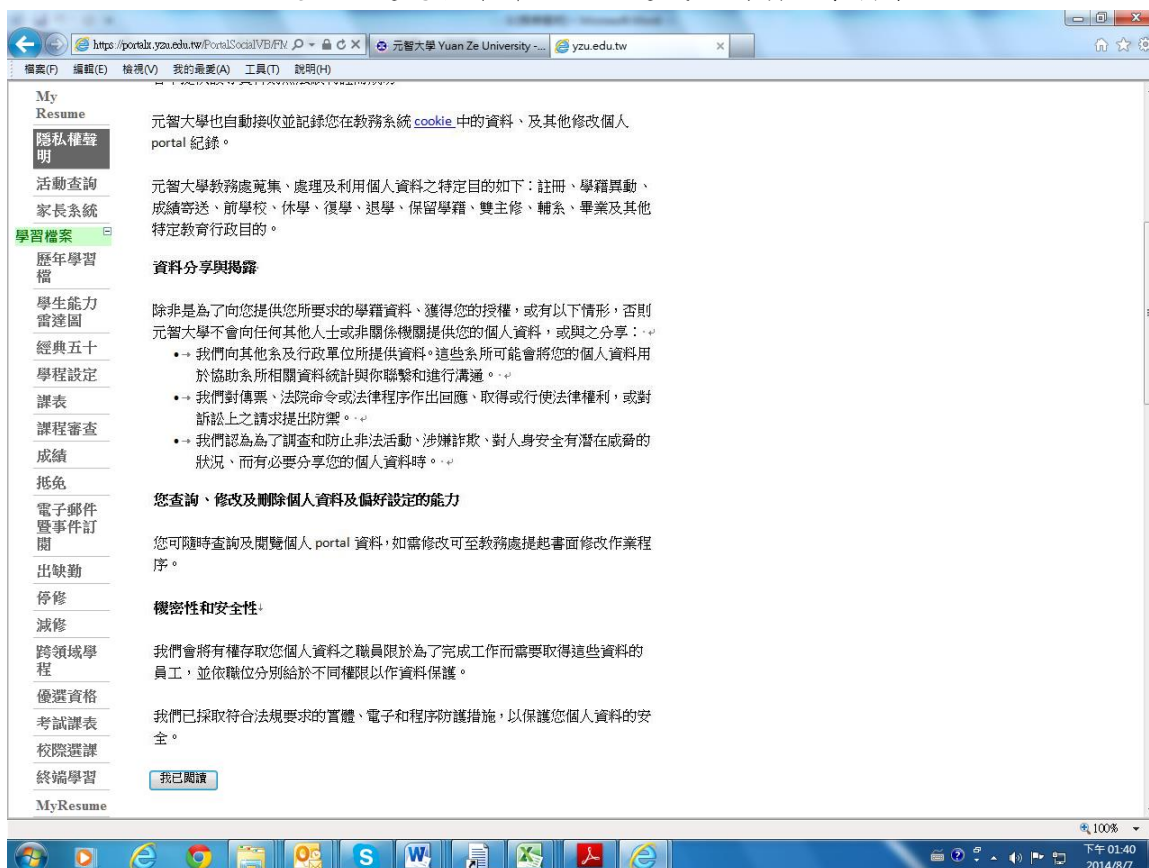 https://portalx.yzu.edu.tw/PortalSocialVB/FM
元智大學 Yuan Ze University -...
yzu.edu.tw
檔案(F) 編輯(E) 檢視(V) 我的最愛(A) 工具(T) 說明(H)
My
Resume
隱私權聲
明
活動查詢
家長系統
學習檔案
歷年學習
檔
學生能力
雷達圖
經典五十
學程設定
課表
課程審查
成績
抵免
電子郵件
暨事件訂
閱
出缺勤
停修
減修
跨領域學
程
優選資格
考試課表
校際選課
終端學習
MyResume
元智大學也自動接收並記錄您在教務系統 cookie 中的資料、及其他修改個人
portal 紀錄。
元智大學教務處蒐集、處理及利用個人資料之特定目的如下：註冊、學籍異動、
成績寄送、前學校、休學、復學、退學、保留學籍、雙主修、輔系、畢業及其他
特定教育行政目的。
資料分享與揭露
除非是為了向您提供您所要求的學籍資料、獲得您的授權，或有以下情形，否則
元智大學不會向任何其他人士或非關係機關提供您的個人資料，或與之分享：
•→ 我們向其他系及行政單位所提供資料。這些系所可能會將您的個人資料用
於協助系所相關資料統計與你聯繫和進行溝通。
•→ 我們對傳票、法院命令或法律程序作出回應、取得或行使法律權利，或對
訴訟上之請求提出防禦。
•→ 我們認為為了調查和防止非法活動、涉嫌詐欺、對人身安全有潛在威脅的
狀況、而有必要分享您的個人資料時。
您查詢、修改及刪除個人資料及偏好設定的能力
您可隨時查詢及閱覽個人 portal 資料，如需修改可至教務處提起書面修改作業程
序。
機密性和安全性
我們會將有權存取您個人資料之職員限於為了完成工作而需要取得這些資料的
員工，並依職位分別給於不同權限以作資料保護。
我們已採取符合法規要求的實體、電子和程序防護措施，以保護您個人資料的安
全。
我已閱讀
100%
下午 01:40
2014/8/7